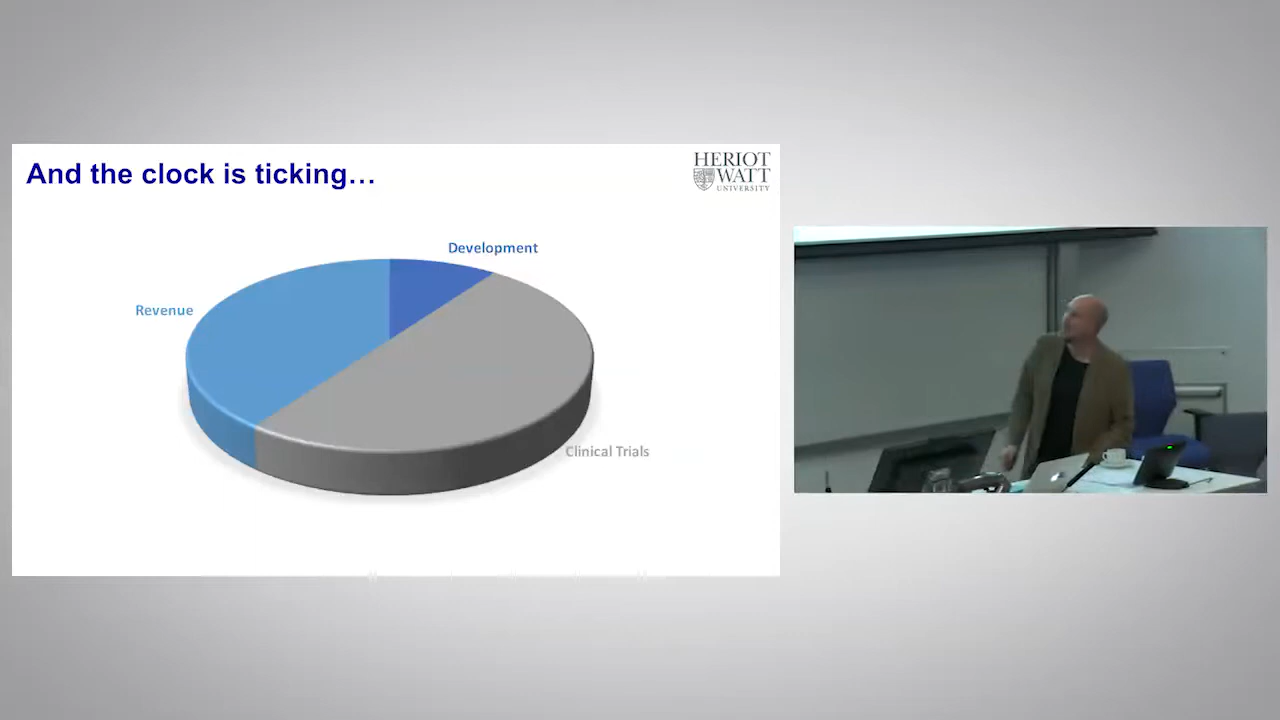 And the clock is ticking…
HERIOT
WATT
UNIVERSITY
Development
Revenue
Clinical Trials